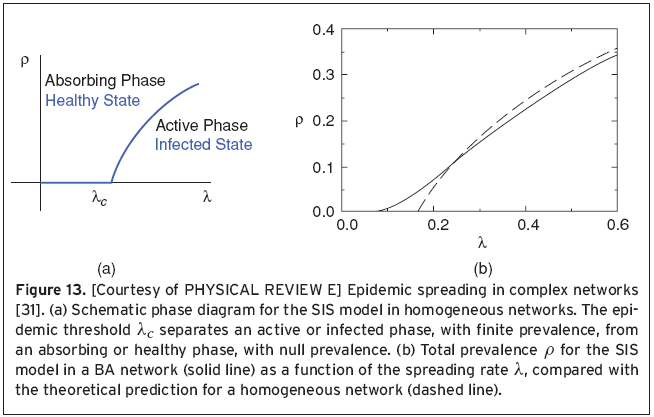 ρ
Absorbing Phase
Healthy State
Active Phase
Infected State
λc
λ
(a)
0.4
0.3
0.2
0.1
0.0
ρ
0.0 0.2 0.4 0.6
λ
(b)
Figure 13. [Courtesy of PHYSICAL REVIEW E] Epidemic spreading in complex networks
[31]. (a) Schematic phase diagram for the SIS model in homogeneous networks. The epi-
demic threshold λc separates an active or infected phase, with finite prevalence, from
an absorbing or healthy phase, with null prevalence. (b) Total prevalence ρ for the SIS
model in a BA network (solid line) as a function of the spreading rate λ, compared with
the theoretical prediction for a homogeneous network (dashed line).